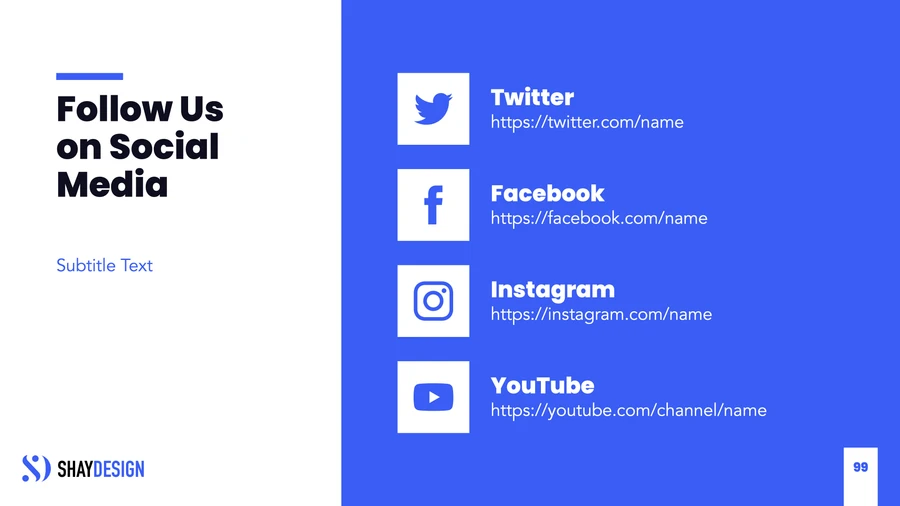 Follow Us
on Social
Media
Subtitle Text
Twitter
https://twitter.com/name
Facebook
https://facebook.com/name
Instagram
https://instagram.com/name
YouTube
https://youtube.com/channel/name
SHAYDESIGN
99